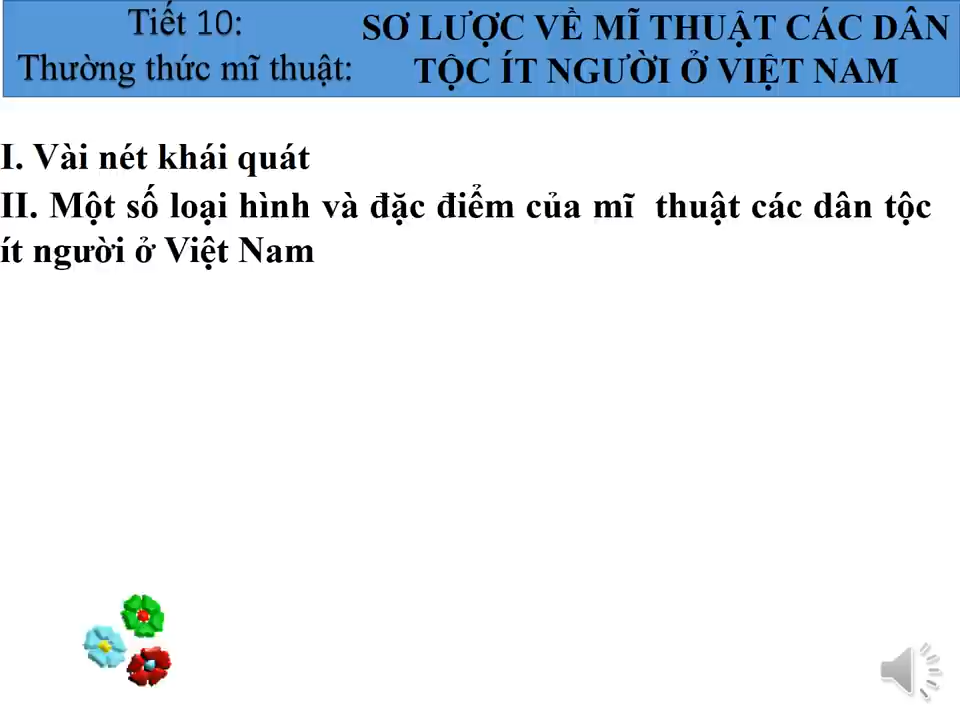 Tiết 10:
Thường thức mĩ thuật:
SƠ LƯỢC VỀ MĨ THUẬT CÁC DÂN
TỘC ÍT NGƯỜI Ở VIỆT NAM
I. Vài nét khái quát
II. Một số loại hình và đặc điểm của mĩ thuật các dân tộc
ít người ở Việt Nam